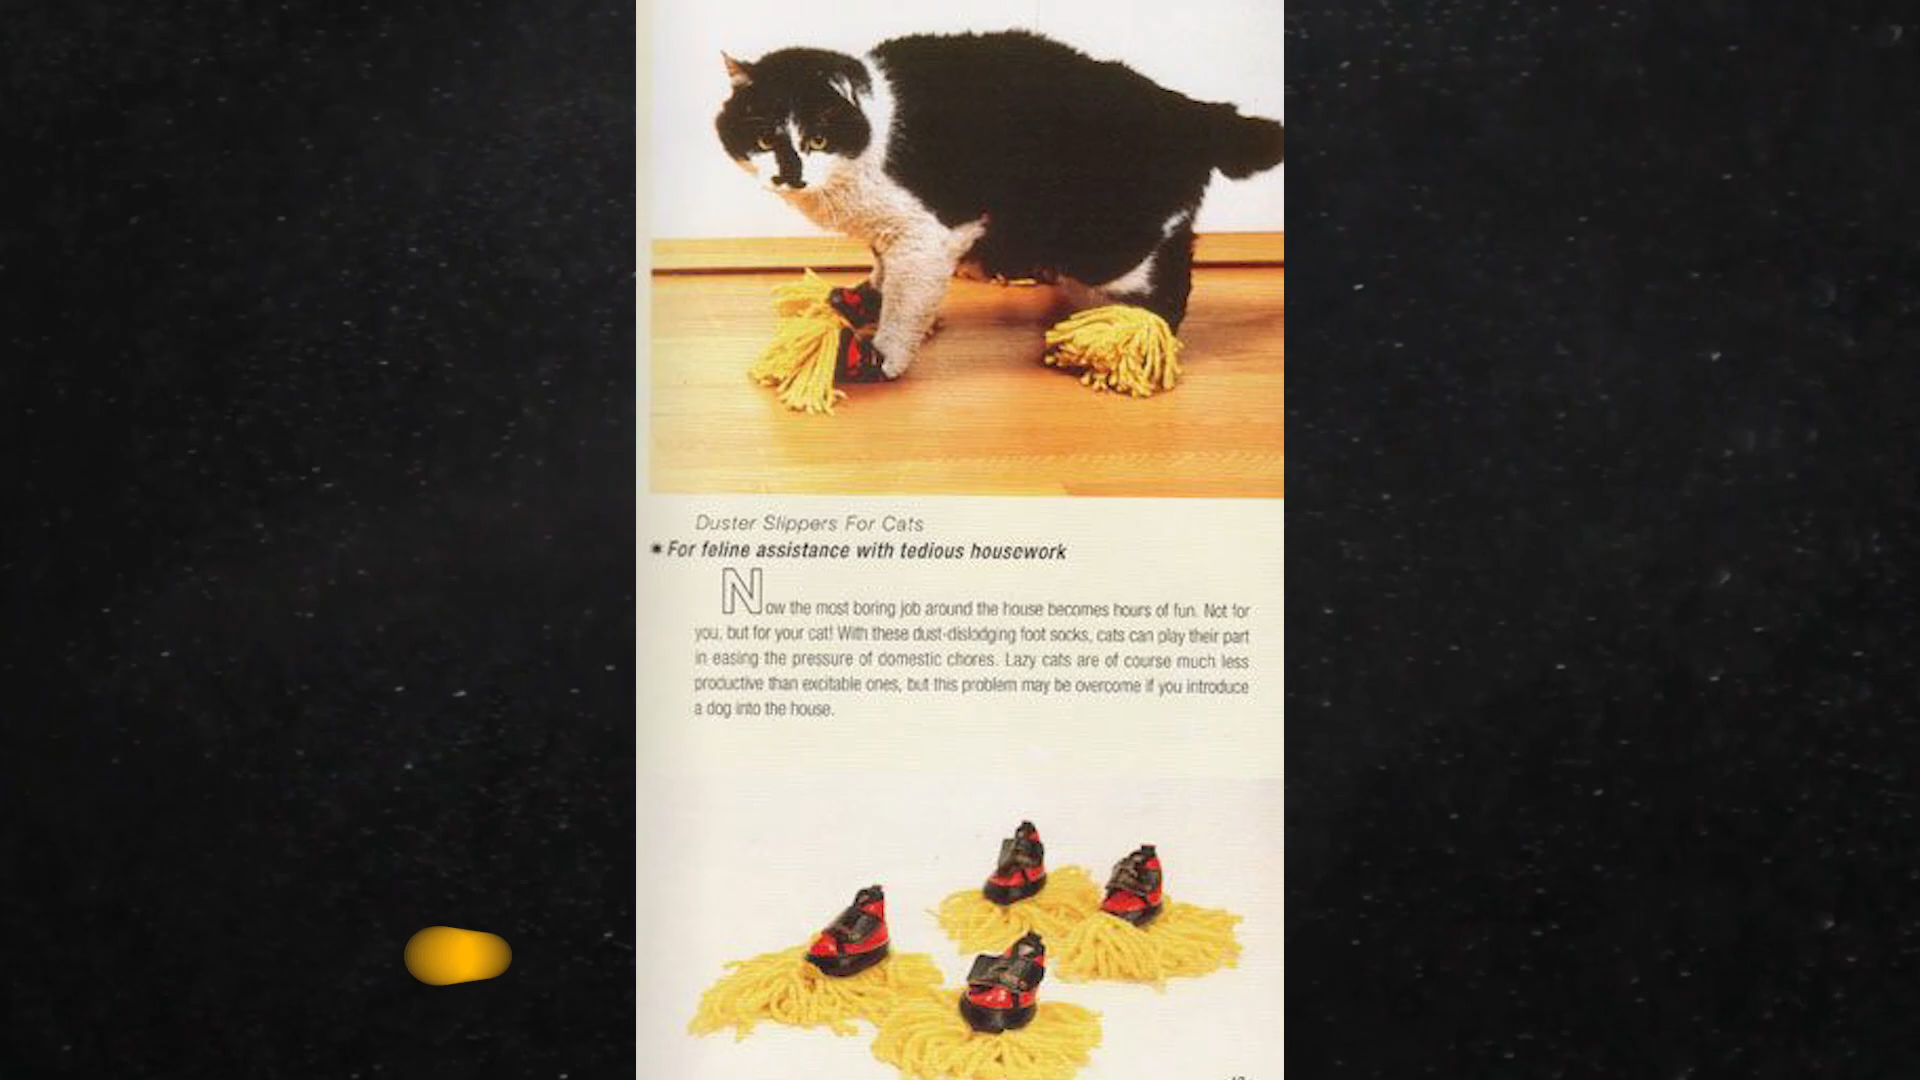 Duster Slippers For Cats
* For feline assistance with tedious housework
Now the most boring job around the house becomes hours of fun. Not for
you, but for your cat! With these dust-dislodging foot socks, cats can play their part
in easing the pressure of domestic chores. Lazy cats are of course much less
productive than excitable ones, but this problem may be overcome if you introduce
a dog into the house.